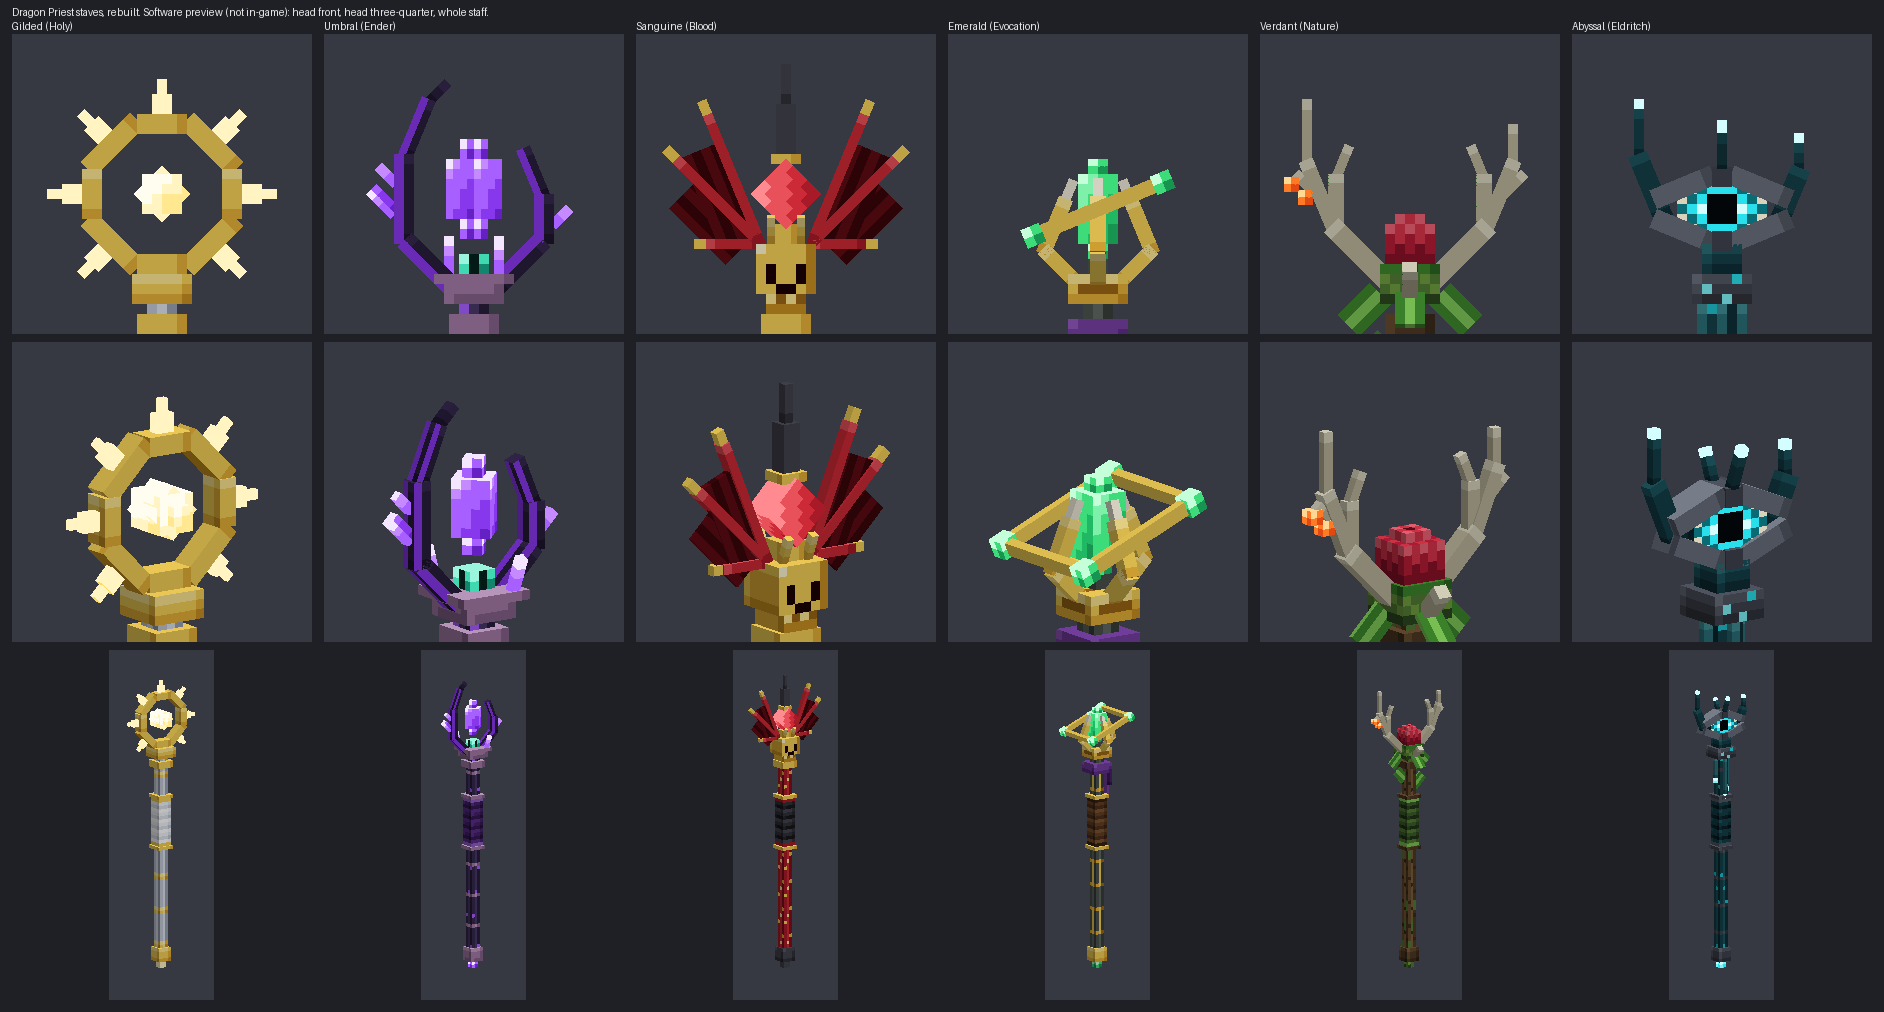 Dragon Priest staves, rebuilt. Software preview (not in-game): head front, head three-quarter, whole staff.
Gilded (Holy)
Umbral (Ender)
Sanguine (Blood)
Emerald (Evocation)
Verdant (Nature)
Abyssal (Eldritch)